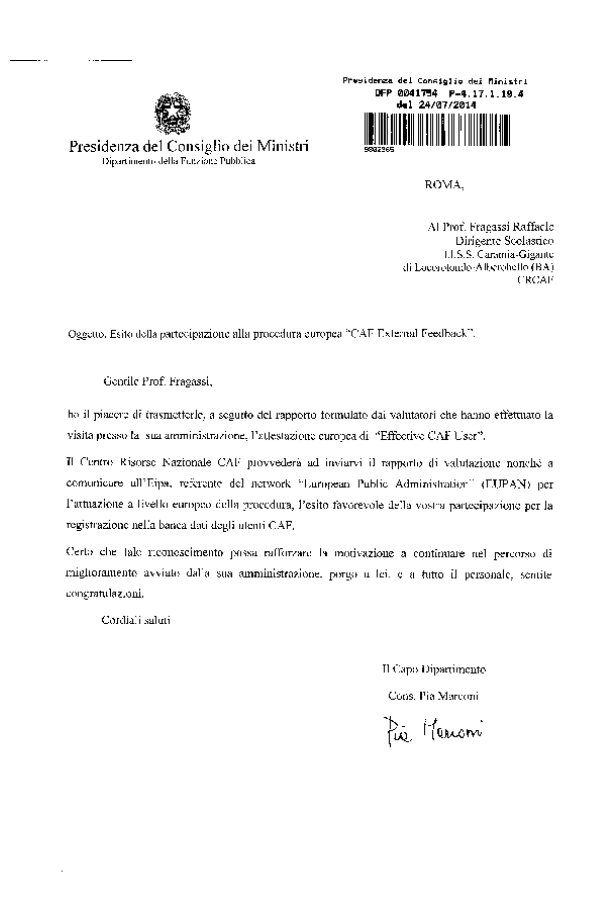 Presidenza del Consiglio dei Ministri
DFP 0041754 P-4.17.1.19.4
del 24/07/2014
9882965
Presidenza del Consiglio dei Ministri
Dipartimento della Funzione Pubblica
ROMA,
Al Prof. Fragassi Raffaele
Dirigente Scolastico
I.I.S.S. Caramia-Gigante
di Locorotondo-Alberobello (BA)
Oggetto. Esito della partecipazione alla procedura europea “CAF External Feedback”.
Gentile Prof. Fragassi,
ho il piacere di trasmetterle, a seguito del rapporto formulato dai valutatori che hanno effettuato la
visita presso la sua amministrazione, l’attestazione europea di “Effective CAF User”.
Il Centro Risorse Nazionale CAF provvederà ad inviarvi il rapporto di valutazione nonché a
comunicare all’Eipa, referente del network “European Public Administration” (EUPAN) per
l’attuazione a livello europeo della procedura, l’esito favorevole della vostra partecipazione per la
registrazione nella banca dati degli utenti CAF.
Certo che tale riconoscimento possa rafforzare la motivazione a continuare nel percorso di
miglioramento avviato dalla sua amministrazione, porgo a lei, e a tutto il personale, sentite
congratulazioni.
Cordiali saluti
Il Capo Dipartimento
Cons. Pia Marconi
Pia Marconi